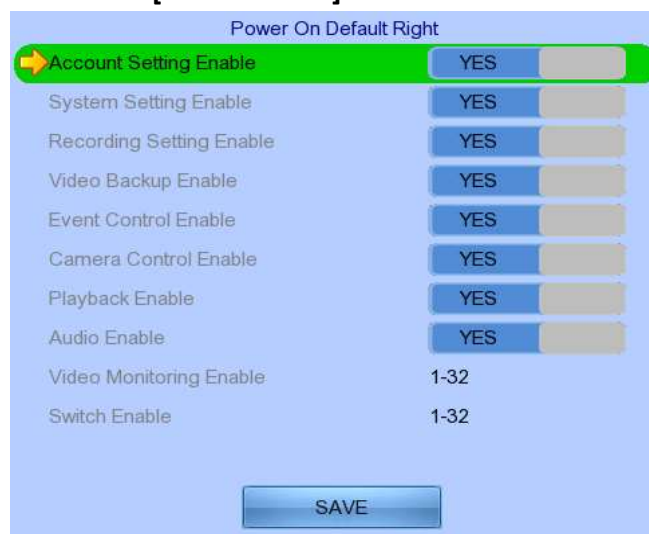 Power On Default Right
Account Setting Enable YES
System Setting Enable YES
Recording Setting Enable YES
Video Backup Enable YES
Event Control Enable YES
Camera Control Enable YES
Playback Enable YES
Audio Enable YES
Video Monitoring Enable 1-32
Switch Enable 1-32
SAVE